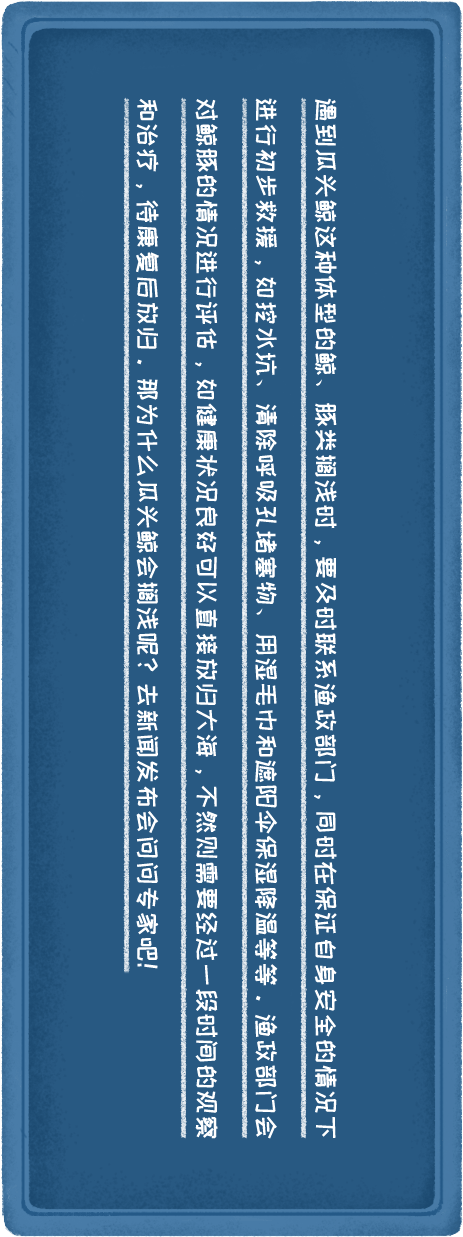 遇到瓜头鲸这种体型的鲸、豚类搁浅时，要及时联系渔政部门，同时在保证自身安全的情况下
进行初步救援，如挖水坑、清除呼吸孔堵塞物、用湿毛巾和遮阳伞保湿降温等等．渔政部门会
对鲸豚的情况进行评估，如健康状况良好可以直接放归大海，不然则需要经过一段时间的观察
和治疗，待康复后放归．那为什么瓜头鲸会搁浅呢？去新闻发布会问问专家吧！